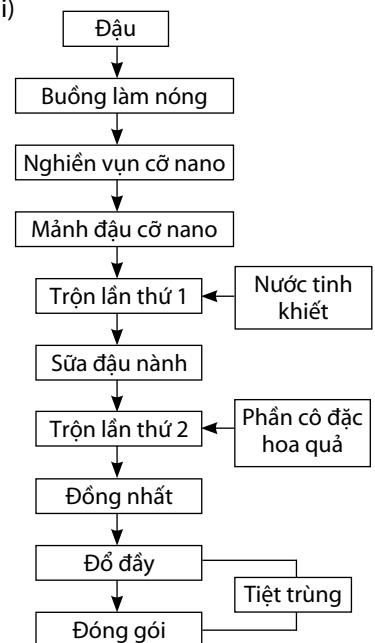 i)
Đậu
Buồng làm nóng
Nghiền vụn cỡ nano
Mảnh đậu cỡ nano
Trộn lần thứ 1
Nước tinh
khiết
Sữa đậu nành
Trộn lần thứ 2
Phần cô đặc
hoa quả
Đồng nhất
Đổ đầy
Tiệt trùng
Đóng gói